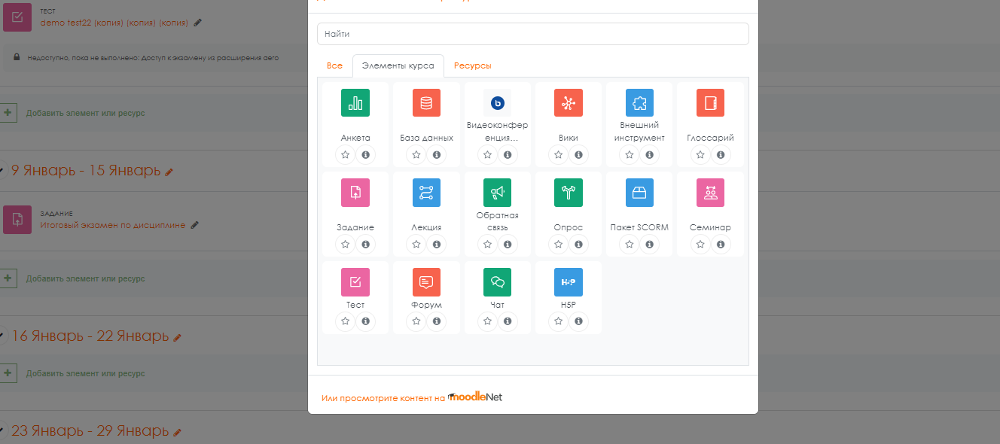 ТЕСТ
demo test22 (копия) (копия) (копия)
Недоступно, пока не выполнено: Доступ к экзамену из расширения aero
Добавить элемент или ресурс
9 Январь - 15 Январь
ЗАДАНИЕ
Итоговый экзамен по дисциплине
Добавить элемент или ресурс
16 Январь - 22 Январь
Добавить элемент или ресурс
23 Январь - 29 Январь
Найти
Все
Элементы курса
Ресурсы
Анкета
База данных
Видеоконфер
енция...
Вики
Внешний
инструмент
Глоссарий
Задание
Лекция
Обратная
связь
Опрос
Пакет SCORM
Семинар
Тест
Форум
Чат
H5P
H5P
Или просмотрите контент на moodleNet